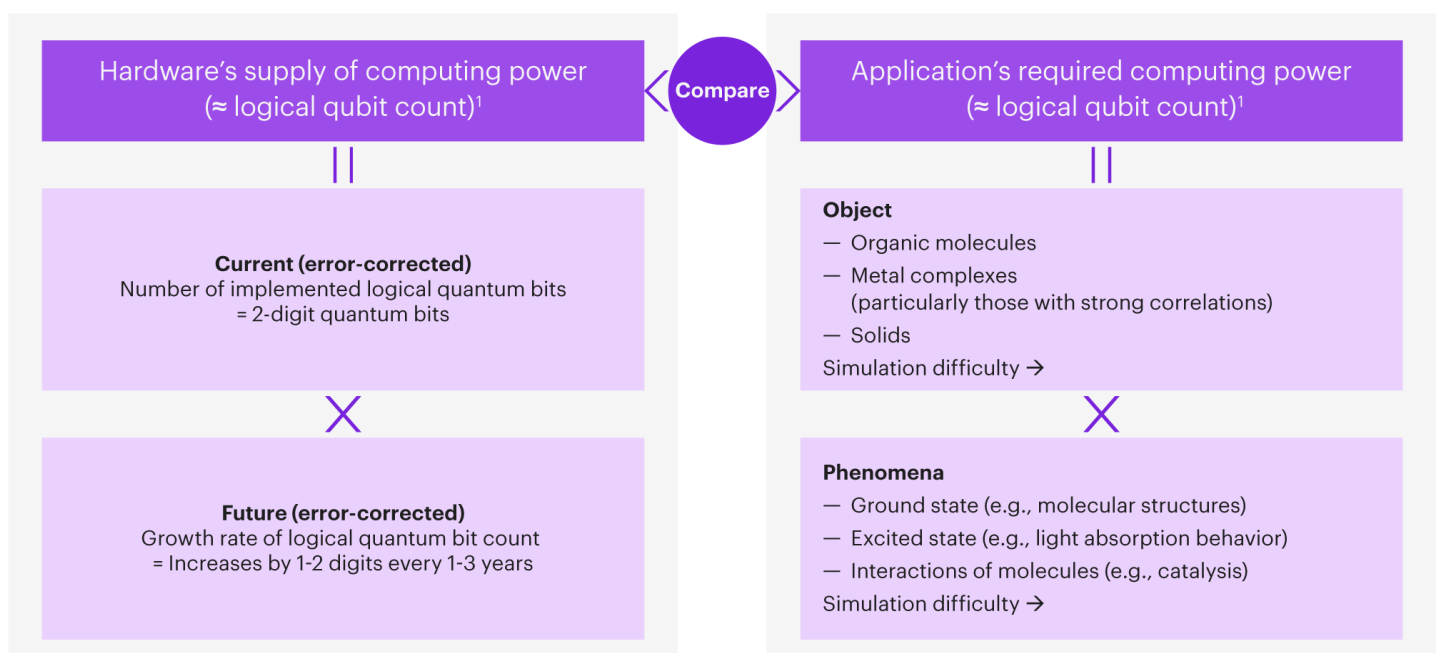 Hardware’s supply of computing power
(≈ logical qubit count)¹
Compare
Application’s required computing power
(≈ logical qubit count)¹
Current (error-corrected)
Number of implemented logical quantum bits
= 2-digit quantum bits
Future (error-corrected)
Growth rate of logical quantum bit count
= Increases by 1-2 digits every 1-3 years
Object
— Organic molecules
— Metal complexes
(particularly those with strong correlations)
— Solids
Simulation difficulty →
Phenomena
— Ground state (e.g., molecular structures)
— Excited state (e.g., light absorption behavior)
— Interactions of molecules (e.g., catalysis)
Simulation difficulty →